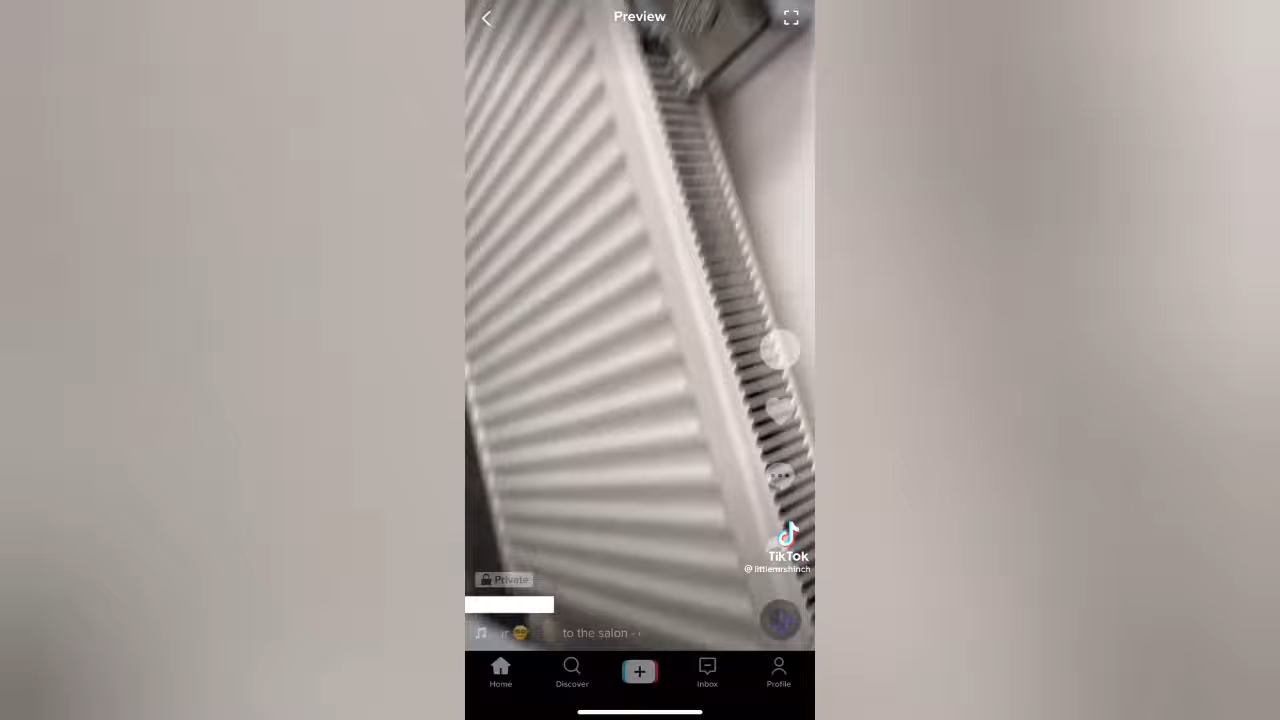 Preview
TikTok
@littlemrshinch
Private
to the salon -
Home
Discover
Inbox
Profile